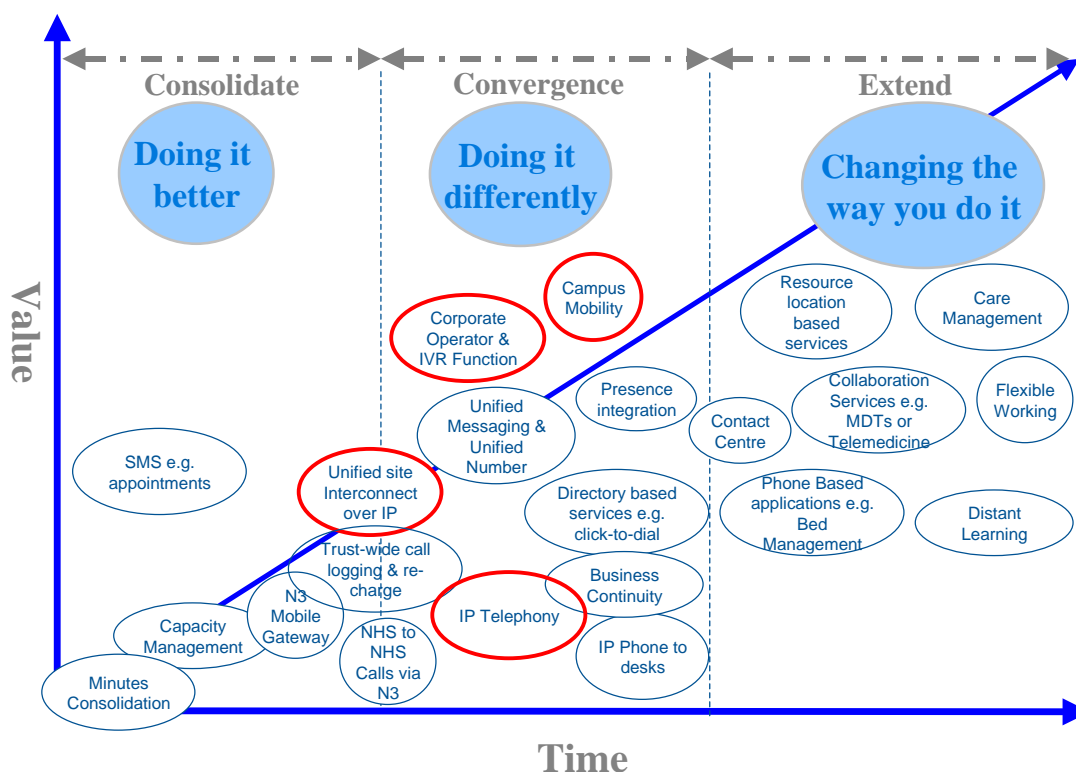 Consolidate
Convergence
Extend
Doing it
better
Doing it
differently
Changing the
way you do it
Value
Campus
Mobility
Corporate
Operator &
IVR Function
Resource
location
based
services
Care
Management
Presence
integration
Unified
Messaging &
Unified
Number
Contact
Centre
Collaboration
Services e.g.
MDTs or
Telemedicine
Flexible
Working
SMS e.g.
appointments
Unified site
Interconnect
over IP
Directory based
services e.g.
click-to-dial
Phone Based
applications e.g.
Bed
Management
Distant
Learning
Trust-wide call
logging & re-
charge
N3
Mobile
Gateway
Business
Continuity
IP Telephony
Capacity
Management
NHS to
NHS
Calls via
N3
IP Phone to
desks
Minutes
Consolidation
Time